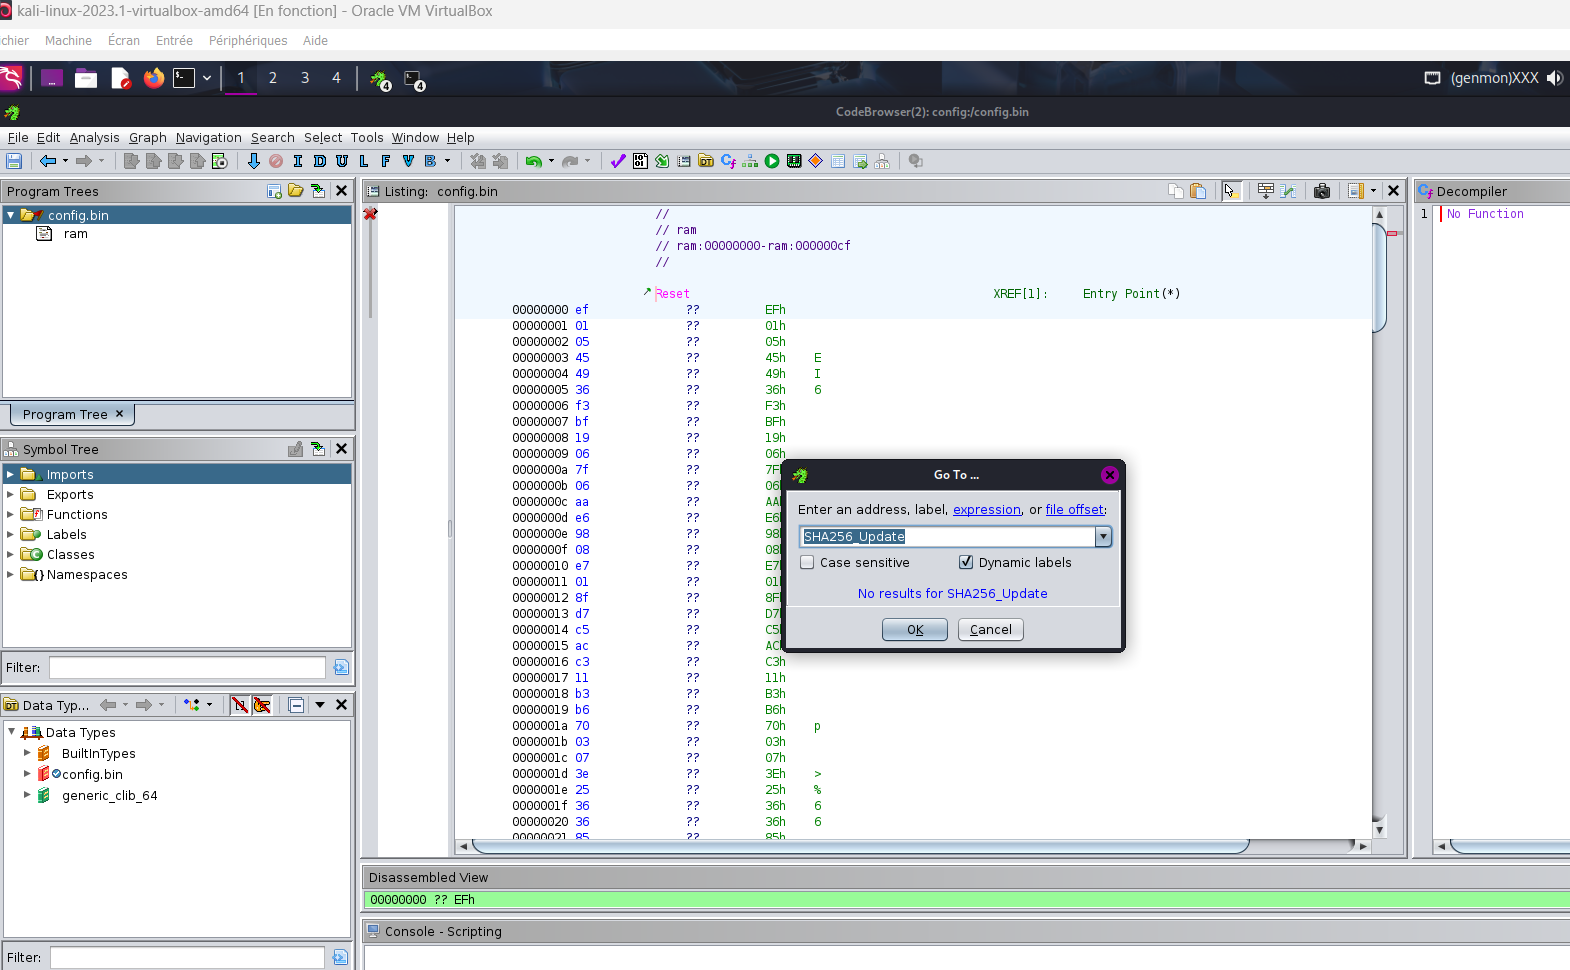 kali-linux-2023.1-virtualbox-amd64 [En fonction] - Oracle VM VirtualBox
chier Machine Écran Entrée Périphériques Aide
1 2 3 4 4 4 (genmon)XXX
CodeBrowser(2): config:/config.bin
File Edit Analysis Graph Navigation Search Select Tools Window Help
I D U L F V B
Program Trees
config.bin
ram
Program Tree
Symbol Tree
Imports
Exports
Functions
Labels
Classes
Namespaces
Filter:
Data Typ...
Data Types
BuiltInTypes
config.bin
generic_clib_64
Filter:
Listing: config.bin
//
// ram
// ram:00000000-ram:000000cf
//
Reset XREF[1]: Entry Point(*)
00000000 ef ?? EFh
00000001 01 ?? 01h
00000002 05 ?? 05h
00000003 45 ?? 45h E
00000004 49 ?? 49h I
00000005 36 ?? 36h 6
00000006 f3 ?? F3h
00000007 bf ?? BFh
00000008 19 ?? 19h
00000009 06 ?? 06h
0000000a 7f ?? 7F
0000000b 06 ?? 06
0000000c aa ?? AA
0000000d e6 ?? E6
0000000e 98 ?? 98
0000000f 08 ?? 08
00000010 e7 ?? E7
00000011 01 ?? 01
00000012 8f ?? 8F
00000013 d7 ?? D7
00000014 c5 ?? C5
00000015 ac ?? AC
00000016 c3 ?? C3h
00000017 11 ?? 11h
00000018 b3 ?? B3h
00000019 b6 ?? B6h
0000001a 70 ?? 70h p
0000001b 03 ?? 03h
0000001c 07 ?? 07h
0000001d 3e ?? 3Eh >
0000001e 25 ?? 25h %
0000001f 36 ?? 36h 6
00000020 36 ?? 36h 6
00000021 85 ?? 85h
Go To ...
Enter an address, label, expression, or file offset:
SHA256_Update
Case sensitive Dynamic labels
No results for SHA256_Update
OK Cancel
Decompiler
1 No Function
Disassembled View
00000000 ?? EFh
Console - Scripting